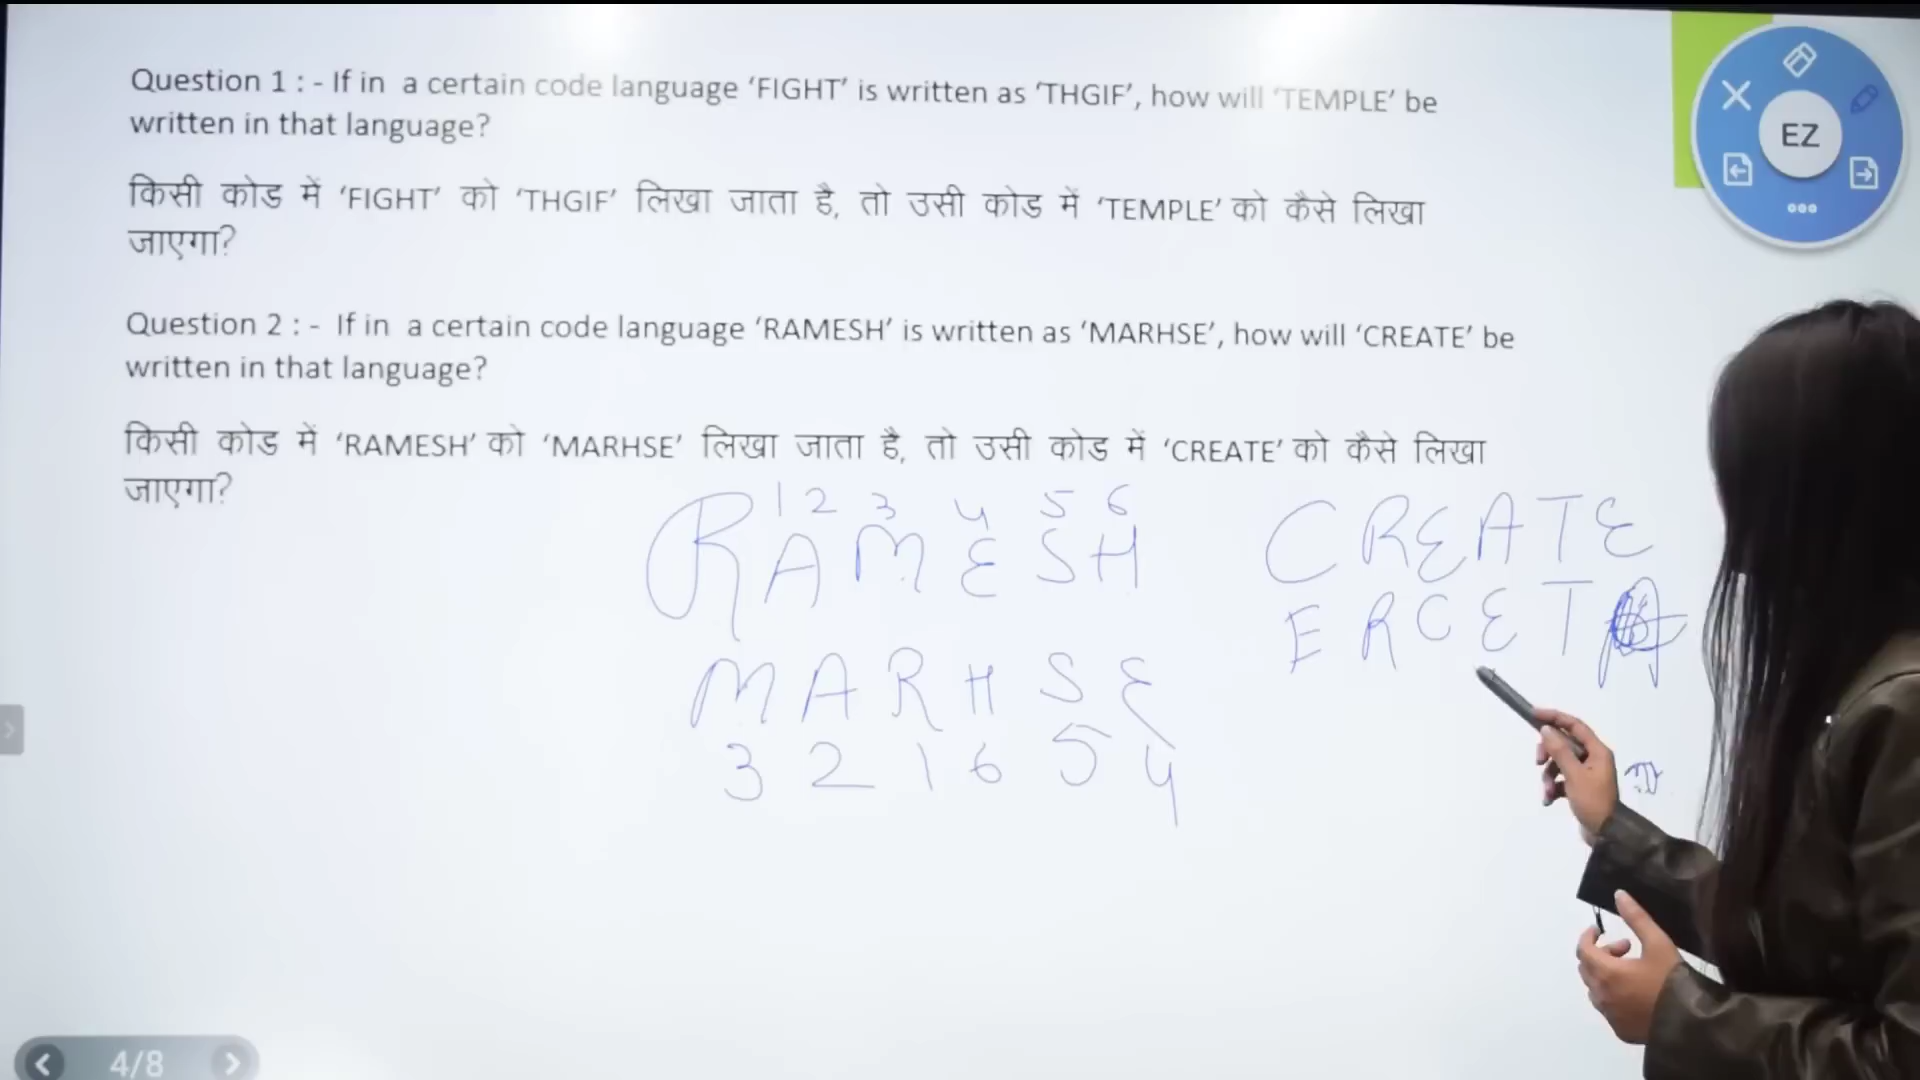 Question 1 : - If in a certain code language ‘FIGHT’ is written as ‘THGIF’, how will ‘TEMPLE’ be
written in that language?
किसी कोड में ‘FIGHT’ को ‘THGIF’ लिखा जाता है, तो उसी कोड में ‘TEMPLE’ को कैसे लिखा
जाएगा?
Question 2 : - If in a certain code language ‘RAMESH’ is written as ‘MARHSE’, how will ‘CREATE’ be
written in that language?
किसी कोड में ‘RAMESH’ को ‘MARHSE’ लिखा जाता है, तो उसी कोड में ‘CREATE’ को कैसे लिखा
जाएगा?
1 2 3 4 5 6
RAMESH
MARHSE
3 2 1 6 5 4
CREATE
ERCETA
EZ
4/8